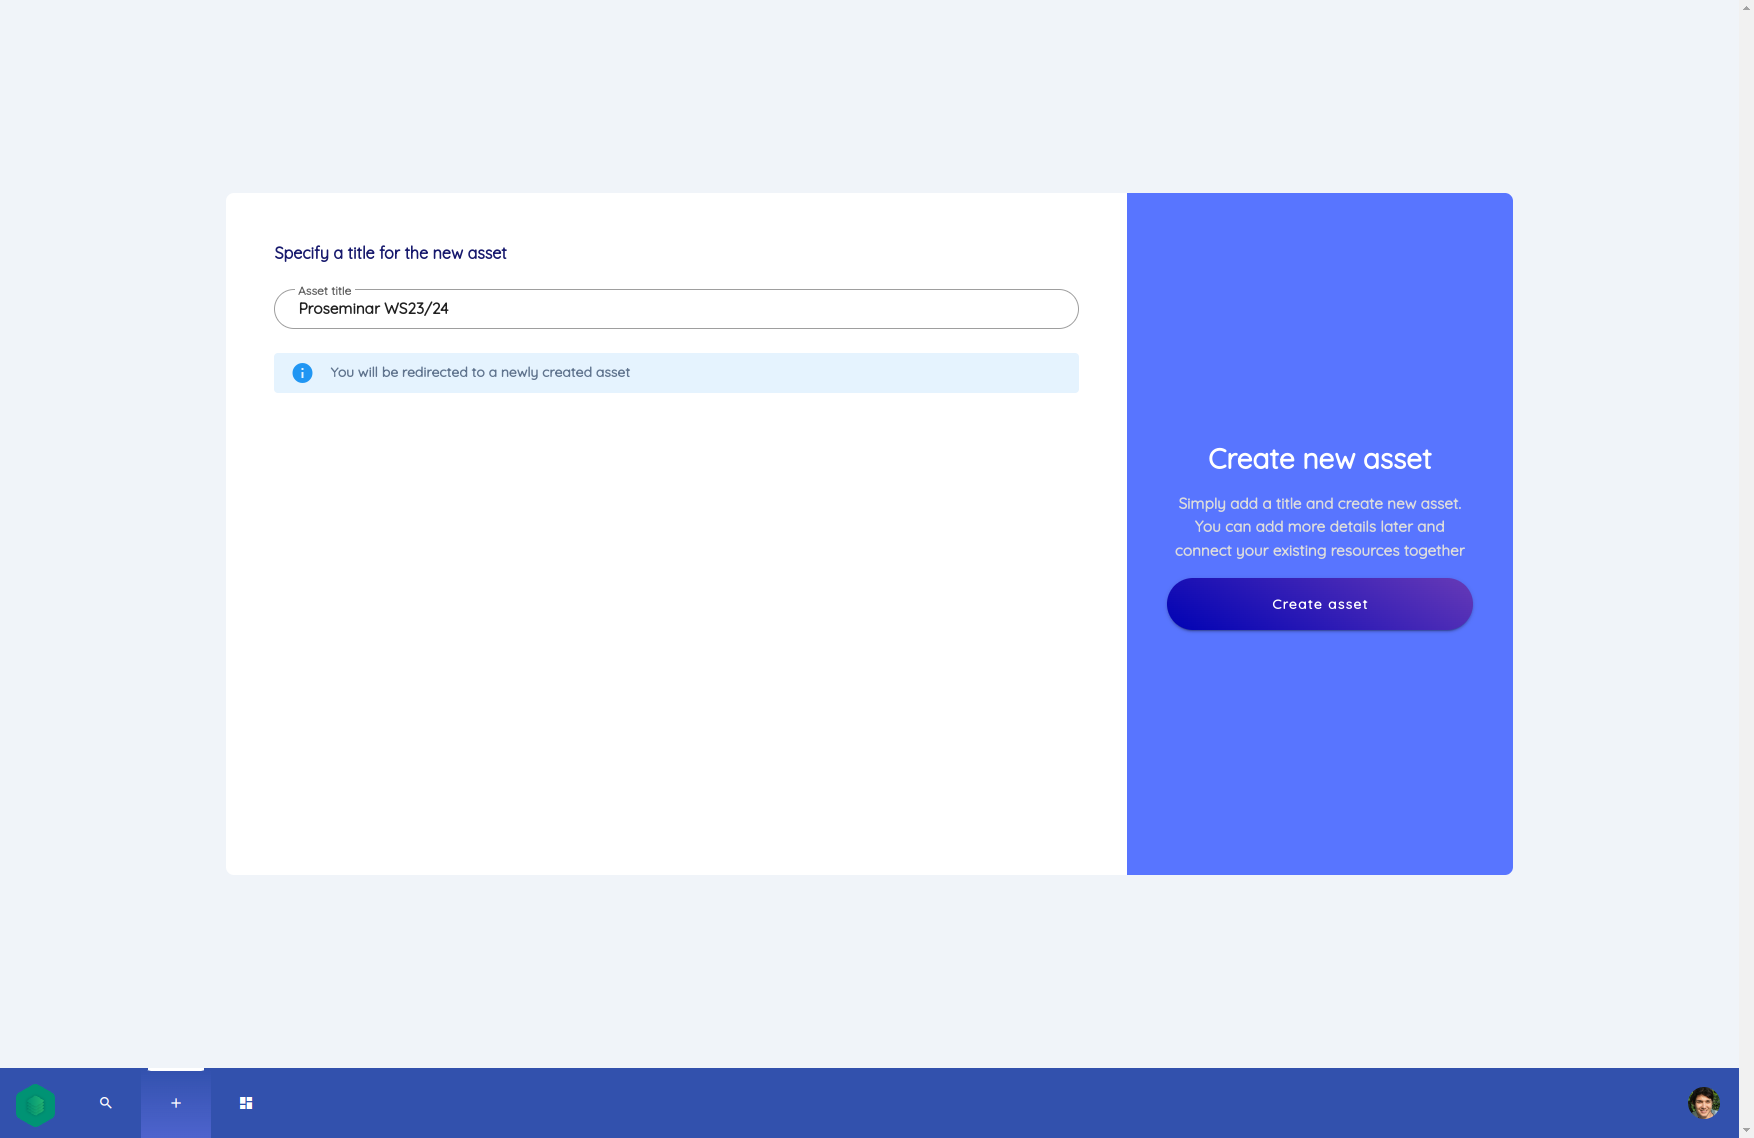 Specify a title for the new asset
Asset title
Proseminar WS23/24
You will be redirected to a newly created asset
Create new asset
Simply add a title and create new asset.
You can add more details later and
connect your existing resources together
Create asset